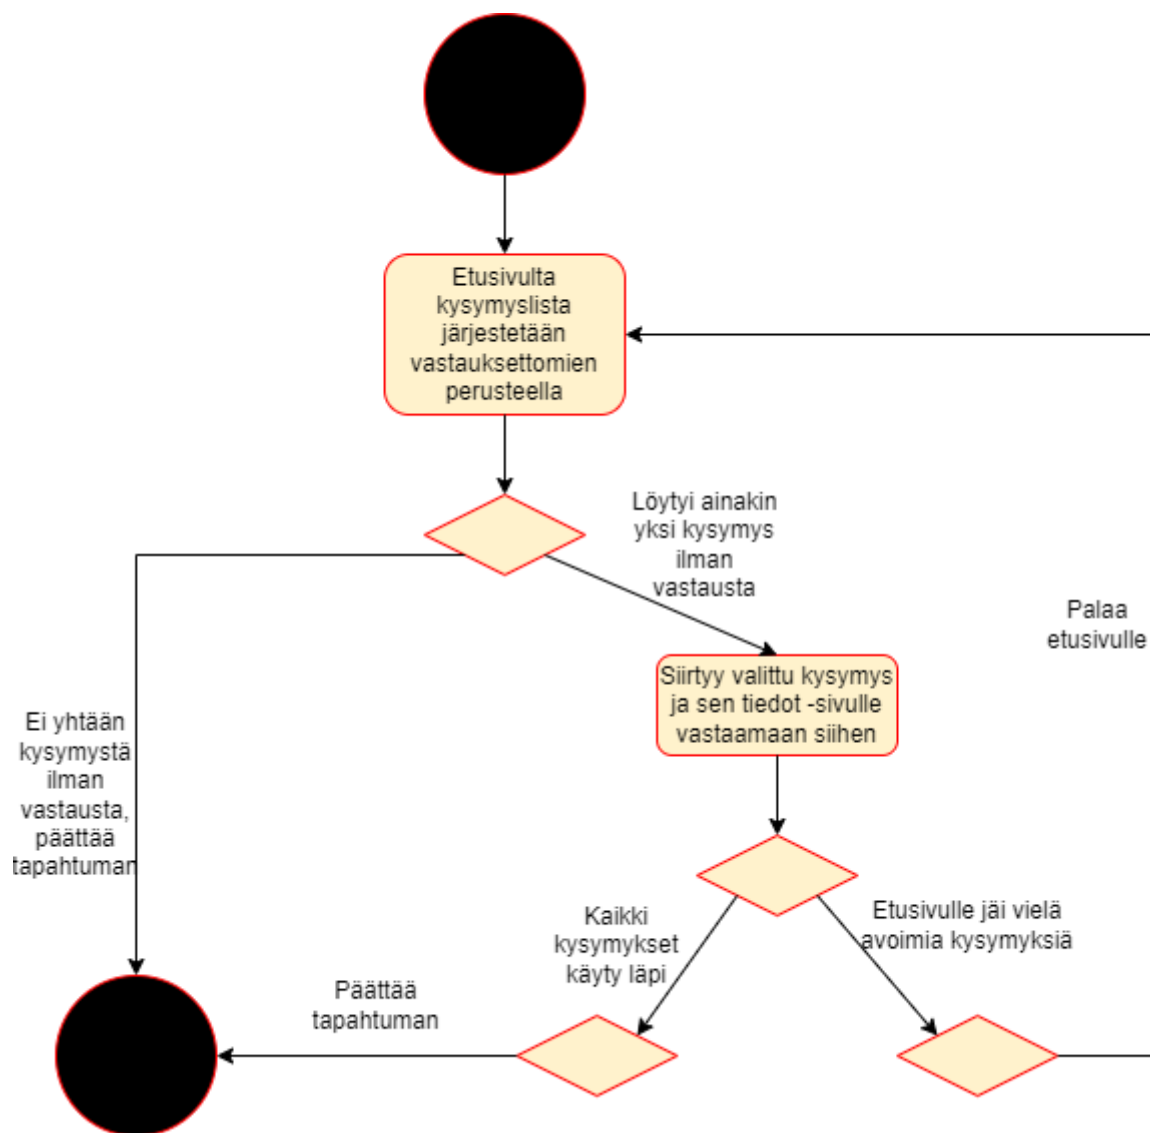 Etusivulta
kysymyslista
järjestetään
vastauksettomien
perusteella
Löytyi ainakin
yksi kysymys
ilman
vastausta
Palaa
etusivulle
Siirtyy valittu kysymys
ja sen tiedot -sivulle
vastaamaan siihen
Ei yhtään
kysymystä
ilman
vastausta,
päättää
tapahtuman
Kaikki
kysymykset
käyty läpi
Etusivulle jäi vielä
avoimia kysymyksiä
Päättää
tapahtuman